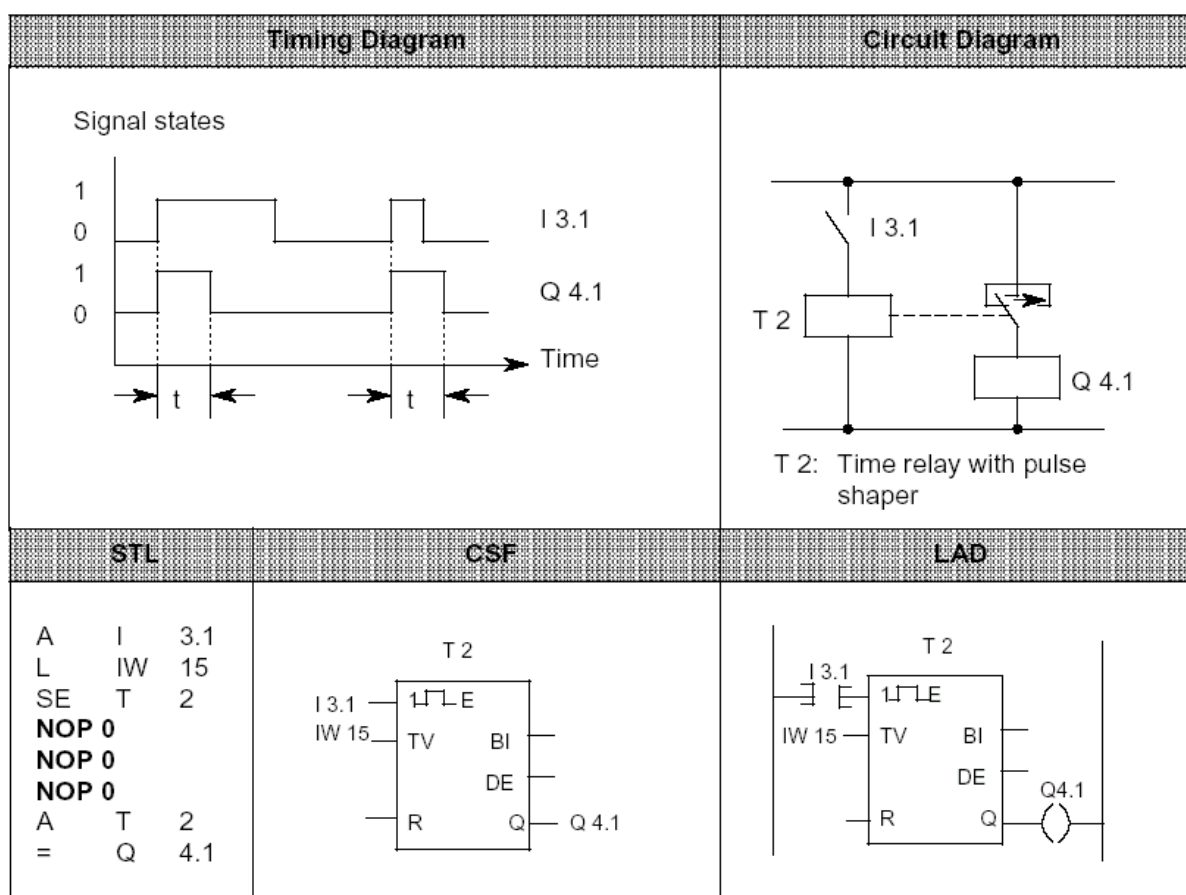 Timing Diagram
Circuit Diagram
Signal states
1
0
I 3.1
1
0
Q 4.1
Time
t
t
I 3.1
T 2
Q 4.1
T 2: Time relay with pulse
shaper
STL
CSF
LAD
A I 3.1
L IW 15
SE T 2
NOP 0
NOP 0
NOP 0
A T 2
= Q 4.1
T 2
I 3.1
1 E
IW 15
TV BI
DE
R Q
Q 4.1
T 2
I 3.1
1 E
IW 15
TV BI
DE
Q4.1
R Q